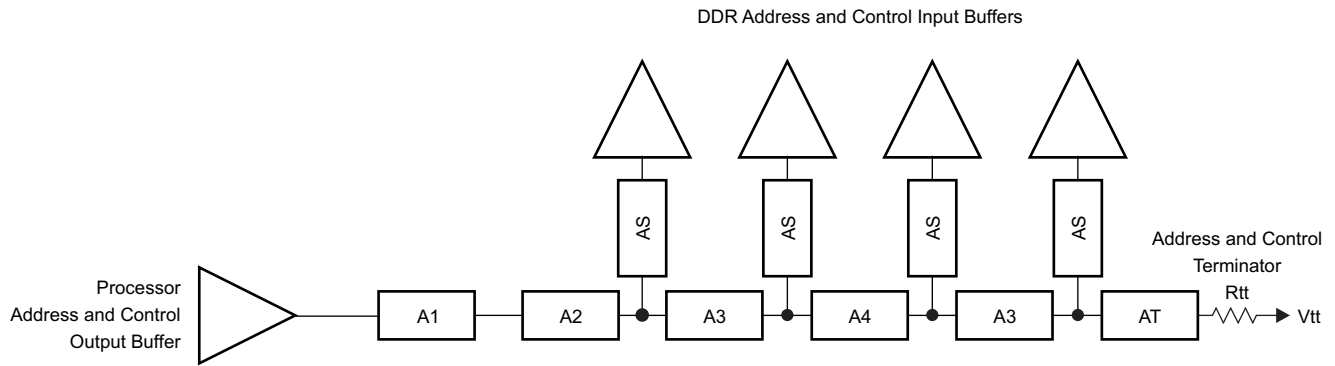 DDR Address and Control Input Buffers
AS
AS
AS
AS
Address and Control
Terminator
Rtt
Processor
Address and Control
Output Buffer
A1
A2
A3
A4
A3
AT
Vtt